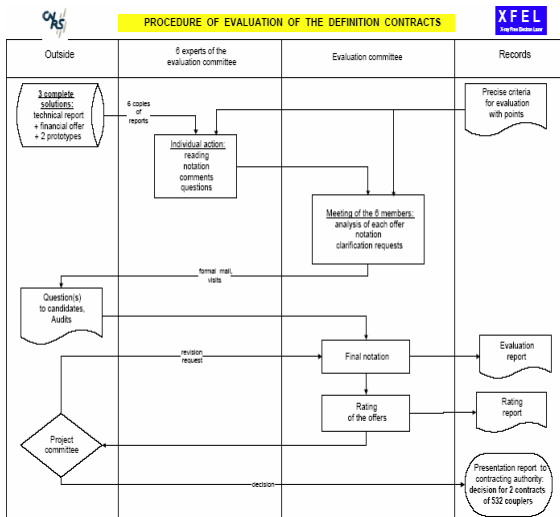 CNRS
PROCEDURE OF EVALUATION OF THE DEFINITION CONTRACTS
XFEL
X-ray Free Electron Laser
Outside
6 experts of the
evaluation committee
Evaluation committee
Records
3 complete
solutions:
technical report
+ financial offer
+ 2 prototypes
6 copies
of
reports
Precise criteria
for evaluation
with points
Individual action:
reading
notation
comments
questions
Meeting of the 6 members:
analysis of each offer
notation
clarification requests
formal mail,
visits
Question(s)
to candidates,
Audits
revision
request
Final notation
Evaluation
report
Rating
of the offers
Rating
report
Project
committee
decision
Presentation report to
contracting authority:
decision for 2 contracts
of 532 couplers